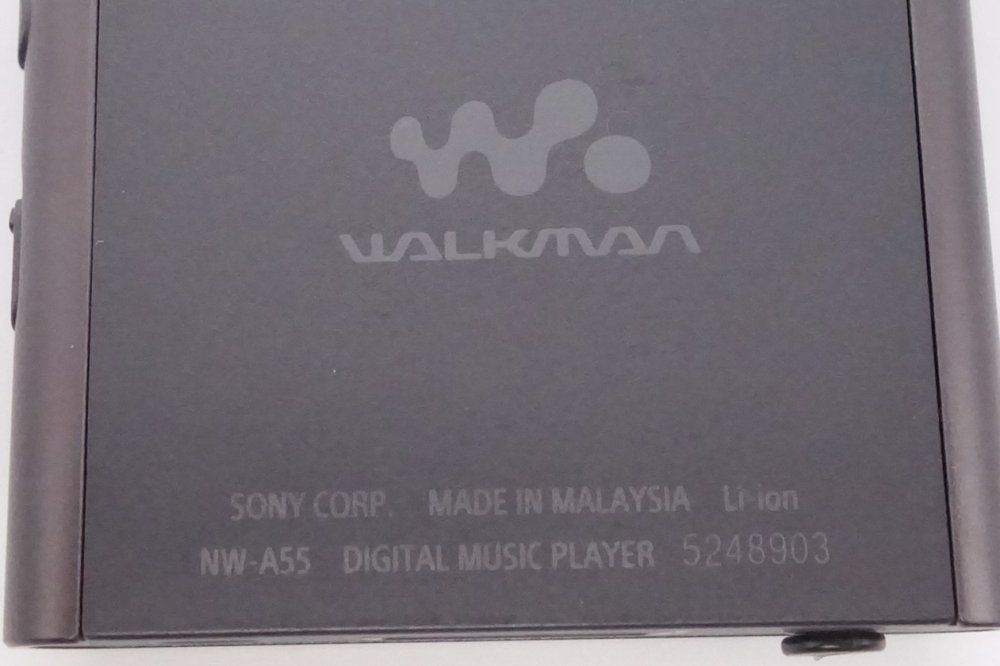 WALKMAN
SONY CORP. MADE IN MALAYSIA Li-ion
NW-A55 DIGITAL MUSIC PLAYER 5248903